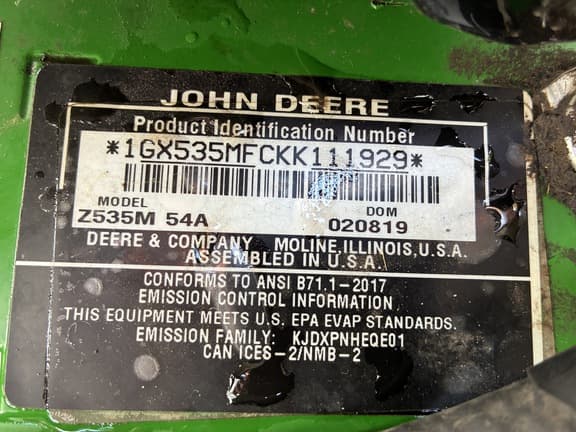 JOHN DEERE
Product Identification Number
*1GX535MFCKK111929*
MODEL DOM
Z535M 54A 020819
DEERE & COMPANY MOLINE,ILLINOIS,U.S.A.
ASSEMBLED IN U.S.A.
CONFORMS TO ANSI B71.1-2017
EMISSION CONTROL INFORMATION
THIS EQUIPMENT MEETS U.S. EPA EVAP STANDARDS.
EMISSION FAMILY: KJDXPNHEQE01
CAN ICES-2/NMB-2